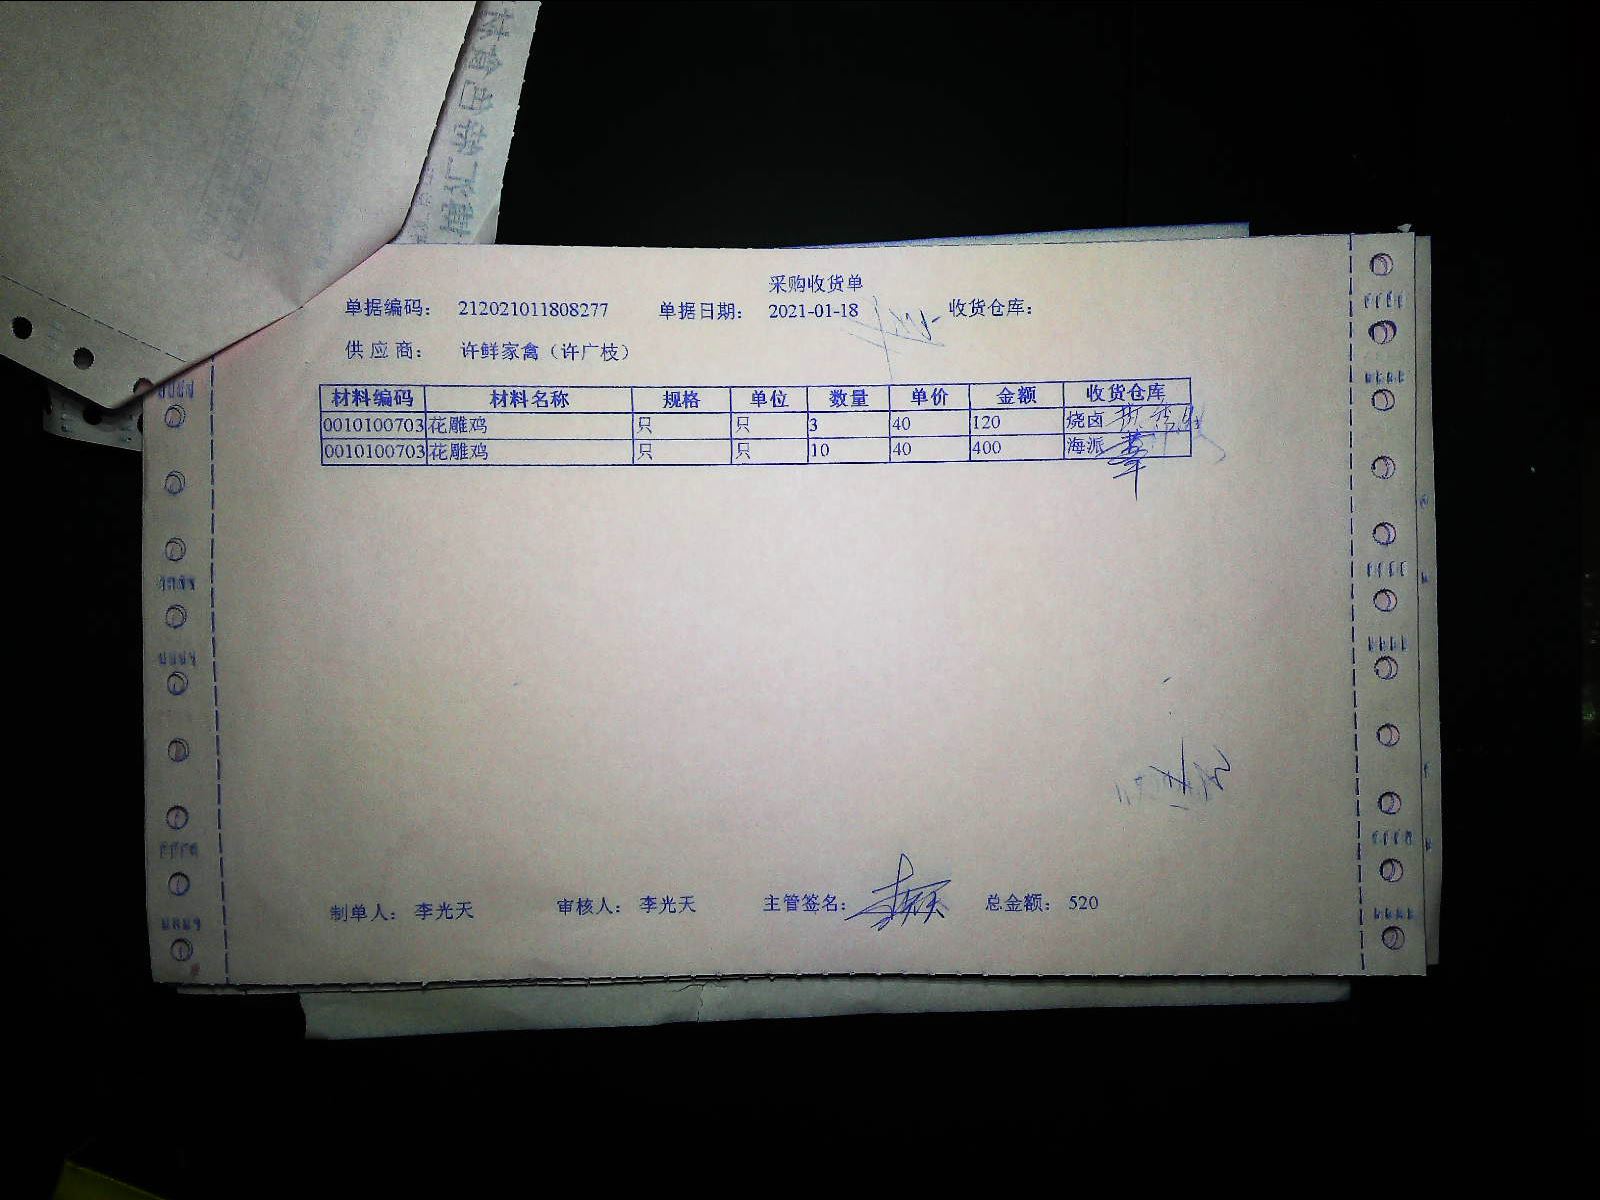 采购收货单
单据编码： 212021011808277 单据日期： 2021-01-18 收货仓库：
供 应 商： 许鲜家禽（许广枝）
材料编码 材料名称 规格 单位 数量 单价 金额 收货仓库
0010100703 花雕鸡 只 只 3 40 120 烧卤
0010100703 花雕鸡 只 只 10 40 400 海派
制单人： 李光天 审核人： 李光天 主管签名： 总金额： 520